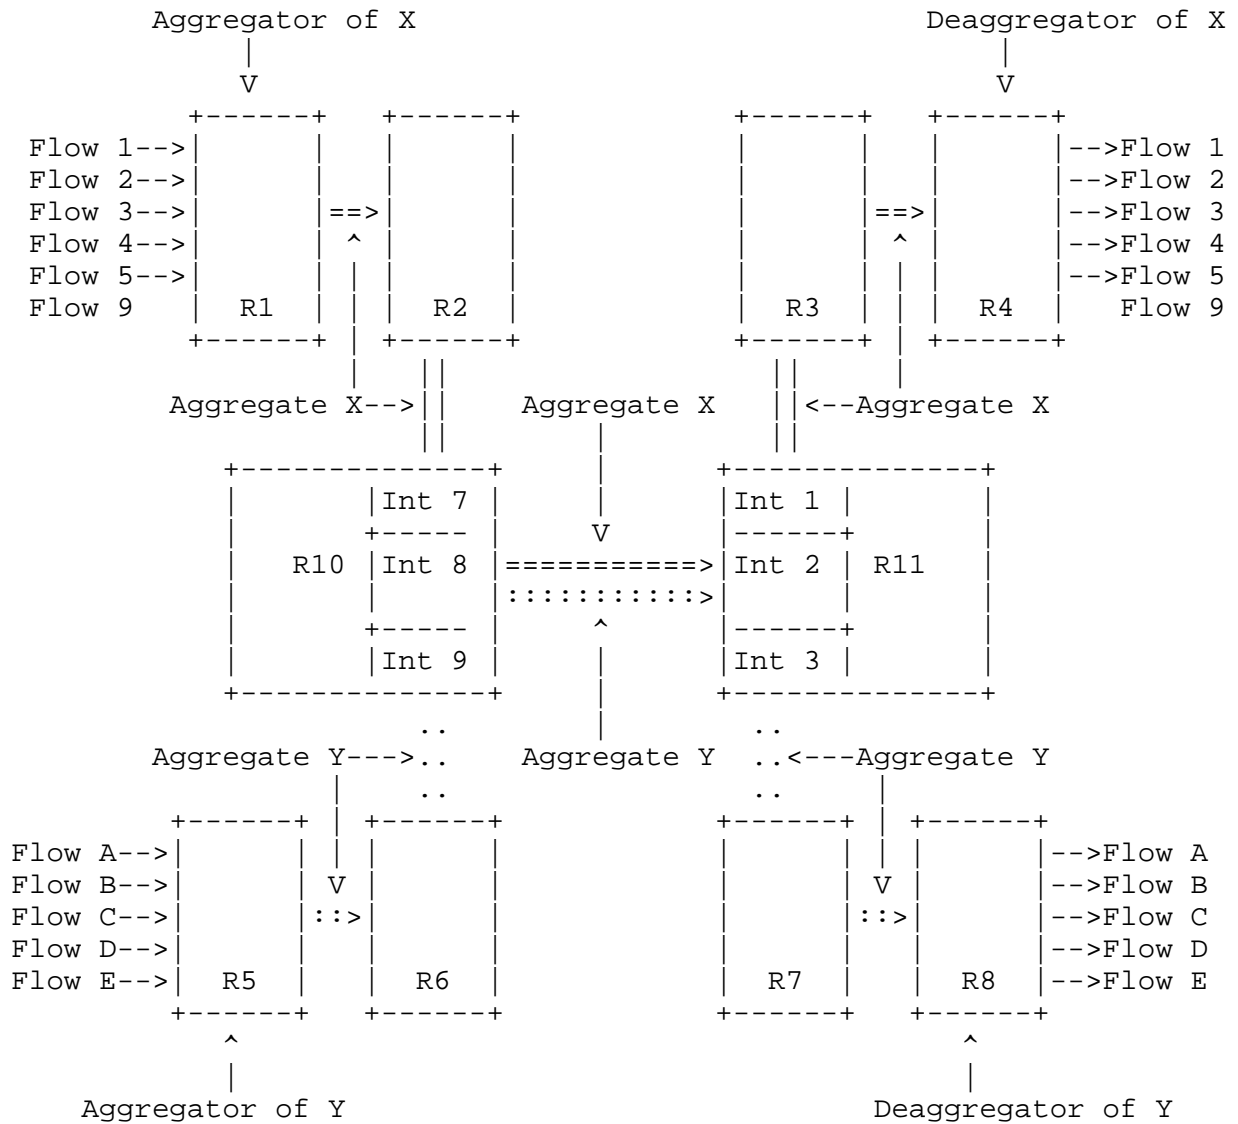 Aggregator of X                              Deaggregator of X
|                                            |
V                                            V
+------+   +------+             +------+   +------+
Flow 1-->|      |   |      |             |      |   |      |-->Flow 1
Flow 2-->|      |   |      |             |      |   |      |-->Flow 2
Flow 3-->|      |==>|      |             |      |==>|      |-->Flow 3
Flow 4-->|      | ^ |      |             |      | ^ |      |-->Flow 4
Flow 5-->|      | | |      |             |      | | |      |-->Flow 5
Flow 9   |  R1  | | |  R2  |             |  R3  | | |  R4  |   Flow 9
+------+ | +------+             +------+ | +------+
|   ||                   ||     |
Aggregate X-->||    Aggregate X    ||<--Aggregate X
||         |         ||
+--------------+         |      +--------------+
|       |Int 7 |         |      |Int 1 |       |
|       +----- |         V      |------+       |
|   R10 |Int 8 |===========>|Int 2 | R11   |
|       |      |:::::::::::>|      |       |
|       +----- |         ^      |------+       |
|       |Int 9 |         |      |Int 3 |       |
+--------------+         |      +--------------+
..         |         ..
Aggregate Y--->..    Aggregate Y    ..<---Aggregate Y
|    ..                   ..     |
+------+ | +------+             +------+ | +------+
Flow A-->|      | | |      |             |      | | |      |-->Flow A
Flow B-->|      | V |      |             |      | V |      |-->Flow B
Flow C-->|      |::>|      |             |      |::>|      |-->Flow C
Flow D-->|      |   |      |             |      |   |      |-->Flow D
Flow E-->|  R5  |   |  R6  |             |  R7  |   |  R8  |-->Flow E
+------+   +------+             +------+   +------+
^                                            ^
|                                            |
Aggregator of Y                              Deaggregator of Y